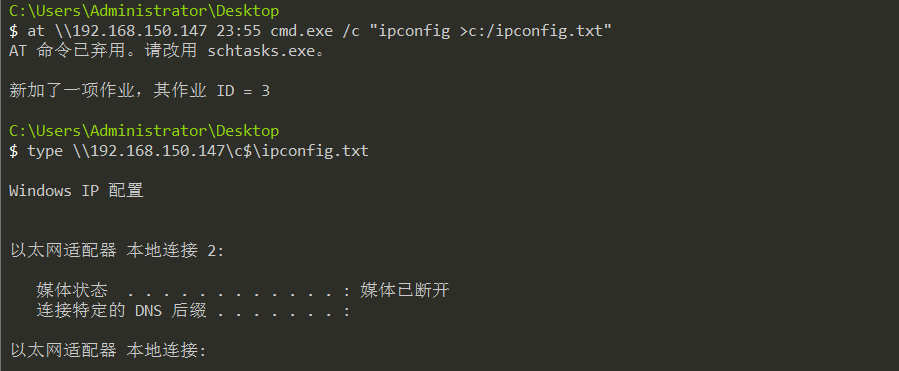 C:\Users\Administrator\Desktop
$ at \\192.168.150.147 23:55 cmd.exe /c "ipconfig >c:/ipconfig.txt"
AT 命令已弃用。请改用 schtasks.exe。
新加了一项作业，其作业 ID = 3
C:\Users\Administrator\Desktop
$ type \\192.168.150.147\c$\ipconfig.txt
Windows IP 配置
以太网适配器 本地连接 2:
媒体状态  . . . . . . . . . . . . : 媒体已断开
连接特定的 DNS 后缀 . . . . . . . :
以太网适配器 本地连接: